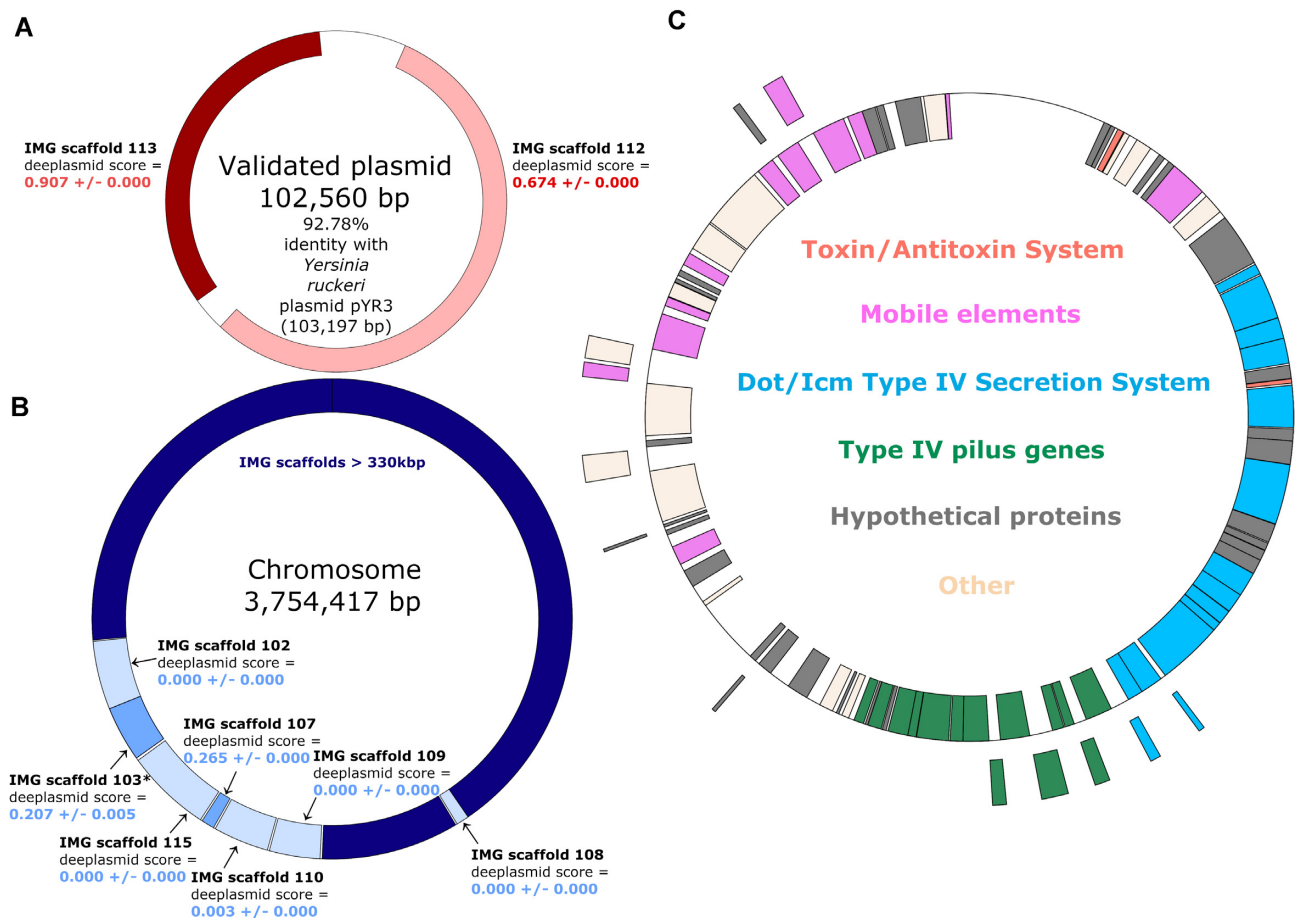 A
IMG scaffold 113
deeplasmid score =
0.907 +/- 0.000
Validated plasmid
102,560 bp
92.78%
identity with
Yersinia
ruckeri
plasmid pYR3
(103,197 bp)
IMG scaffold 112
deeplasmid score =
0.674 +/- 0.000
B
IMG scaffolds > 330kbp
Chromosome
3,754,417 bp
IMG scaffold 102
deeplasmid score =
0.000 +/- 0.000
IMG scaffold 107
deeplasmid score =
0.265 +/- 0.000
IMG scaffold 109
deeplasmid score =
0.000 +/- 0.000
IMG scaffold 103*
deeplasmid score =
0.207 +/- 0.005
IMG scaffold 115
deeplasmid score =
0.000 +/- 0.000
IMG scaffold 110
deeplasmid score =
0.003 +/- 0.000
IMG scaffold 108
deeplasmid score =
0.000 +/- 0.000
C
Toxin/Antitoxin System
Mobile elements
Dot/Icm Type IV Secretion System
Type IV pilus genes
Hypothetical proteins
Other